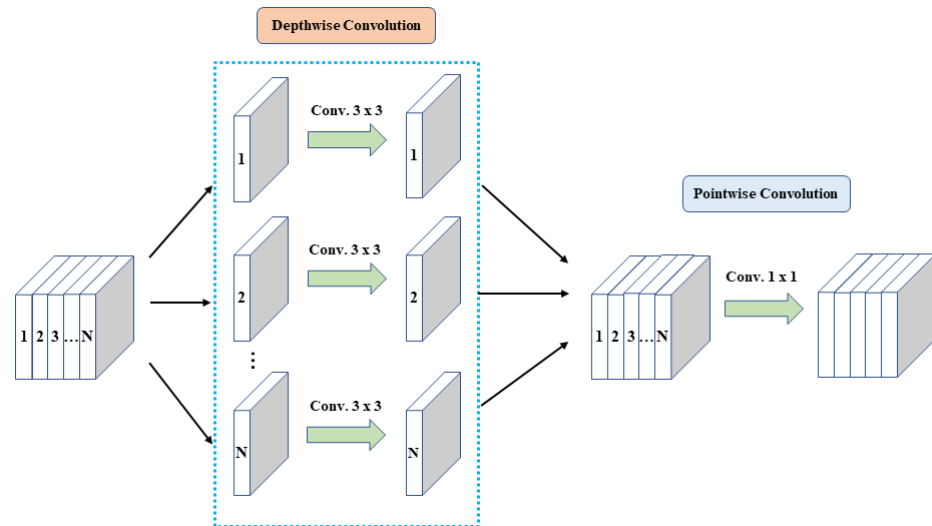 Depthwise Convolution
Conv. 3 x 3
1
1
Pointwise Convolution
Conv. 3 x 3
2
2
Conv. 1 x 1
1 2 3 ... N
1 2 3 ... N
⋮
Conv. 3 x 3
N
N